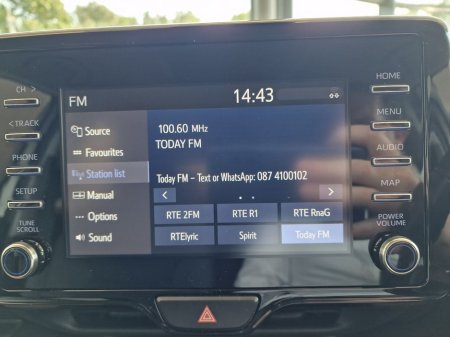 FM
14:43
CH >
< TRACK
PHONE
SETUP
TUNE
SCROLL
Source
Favourites
Station list
Manual
Options
Sound
100.60 MHz
TODAY FM
Today FM – Text or WhatsApp: 087 4100102
<
>
RTE 2FM
RTE R1
RTE RnaG
RTElyric
Spirit
Today FM
HOME
MENU
AUDIO
MAP
POWER
VOLUME